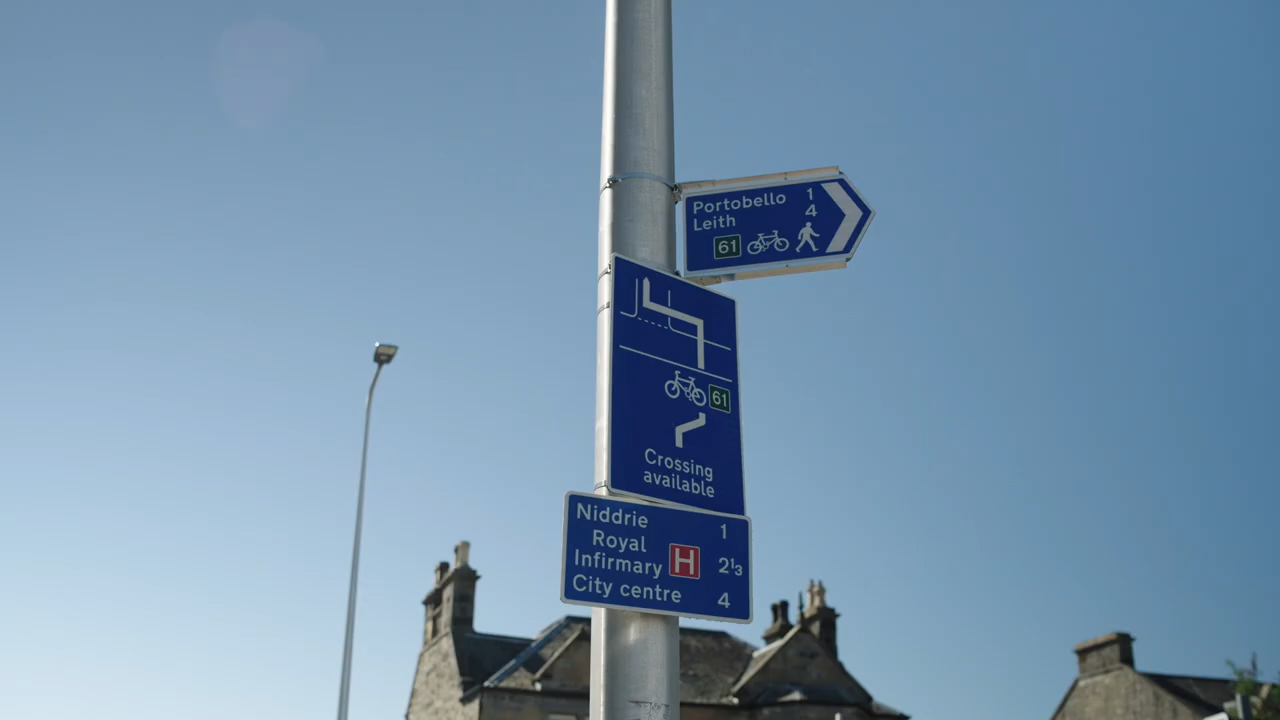 Portobello 1
Leith 4
61
61
Crossing
available
Niddrie 1
Royal
Infirmary H 2⅓
City centre 4